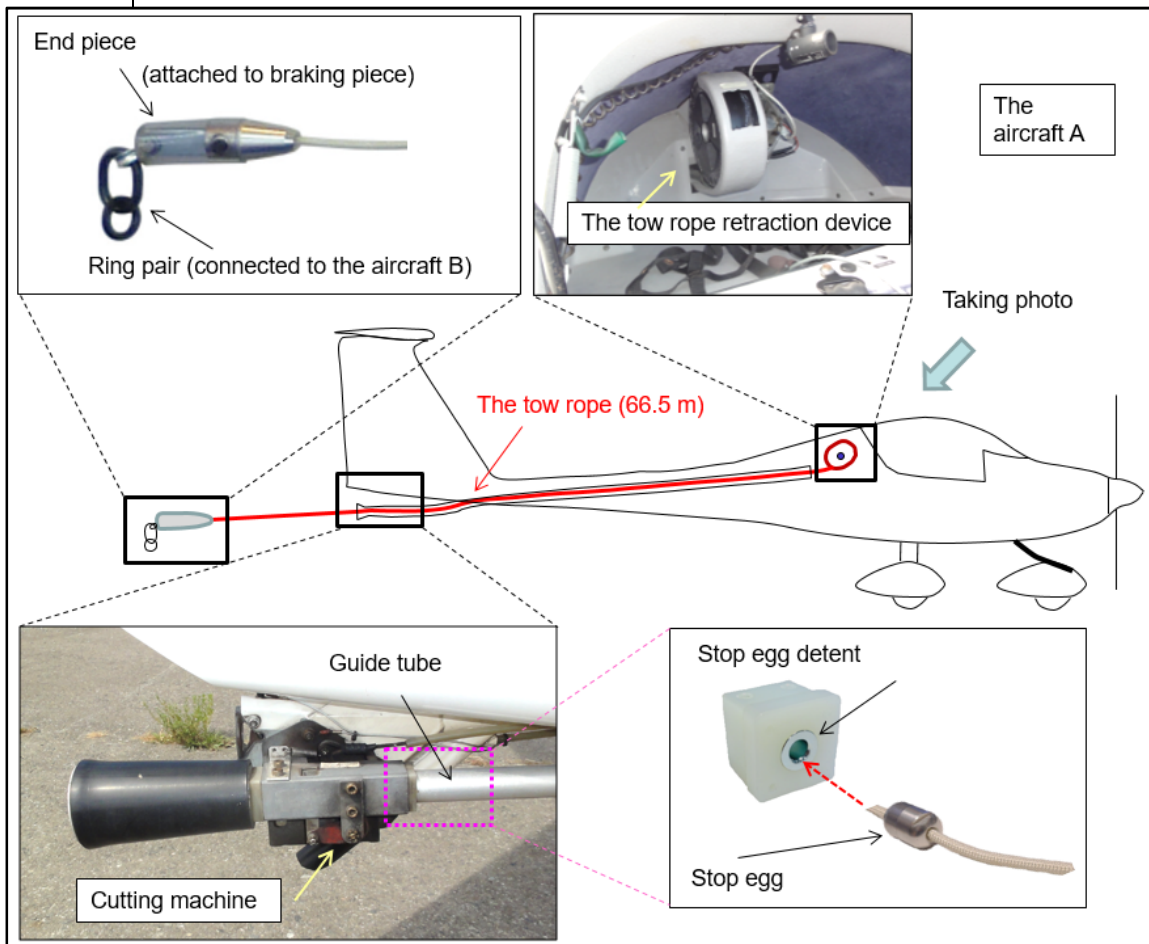 End piece
(attached to braking piece)
Ring pair (connected to the aircraft B)
The tow rope retraction device
The
aircraft A
Taking photo
The tow rope (66.5 m)
Guide tube
Cutting machine
Stop egg detent
Stop egg